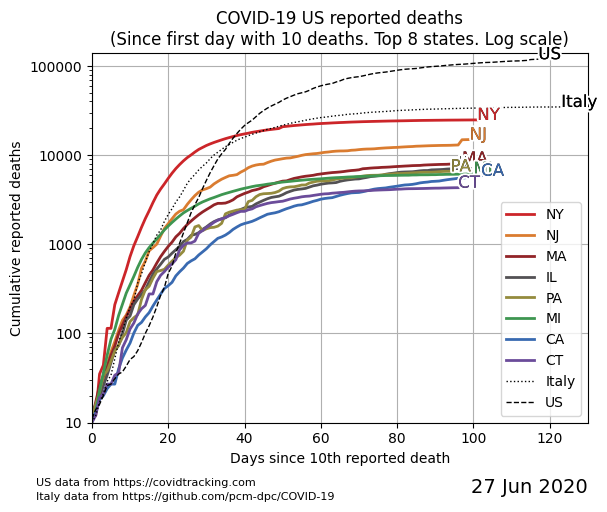 COVID-19 US reported deaths
(Since first day with 10 deaths. Top 8 states. Log scale)
Cumulative reported deaths
100000
10000
1000
100
10
US
Italy
NY
NJ
MA
PA
CA
CT
NY
NJ
MA
IL
PA
MI
CA
CT
Italy
US
0 20 40 60 80 100 120
Days since 10th reported death
US data from https://covidtracking.com
Italy data from https://github.com/pcm-dpc/COVID-19
27 Jun 2020